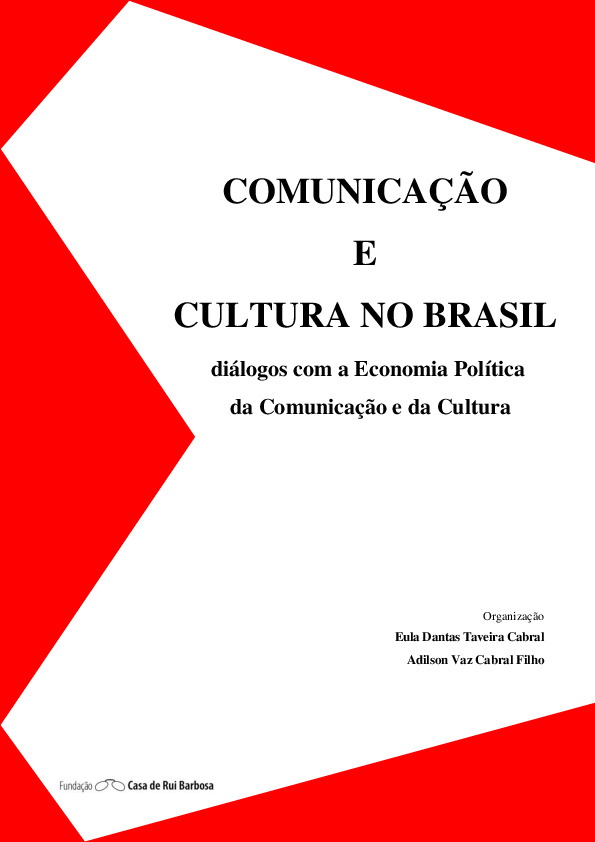 COMUNICAÇÃO
E
CULTURA NO BRASIL
diálogos com a Economia Política
da Comunicação e da Cultura
Organização
Eula Dantas Taveira Cabral
Adilson Vaz Cabral Filho
Fundação Casa de Rui Barbosa